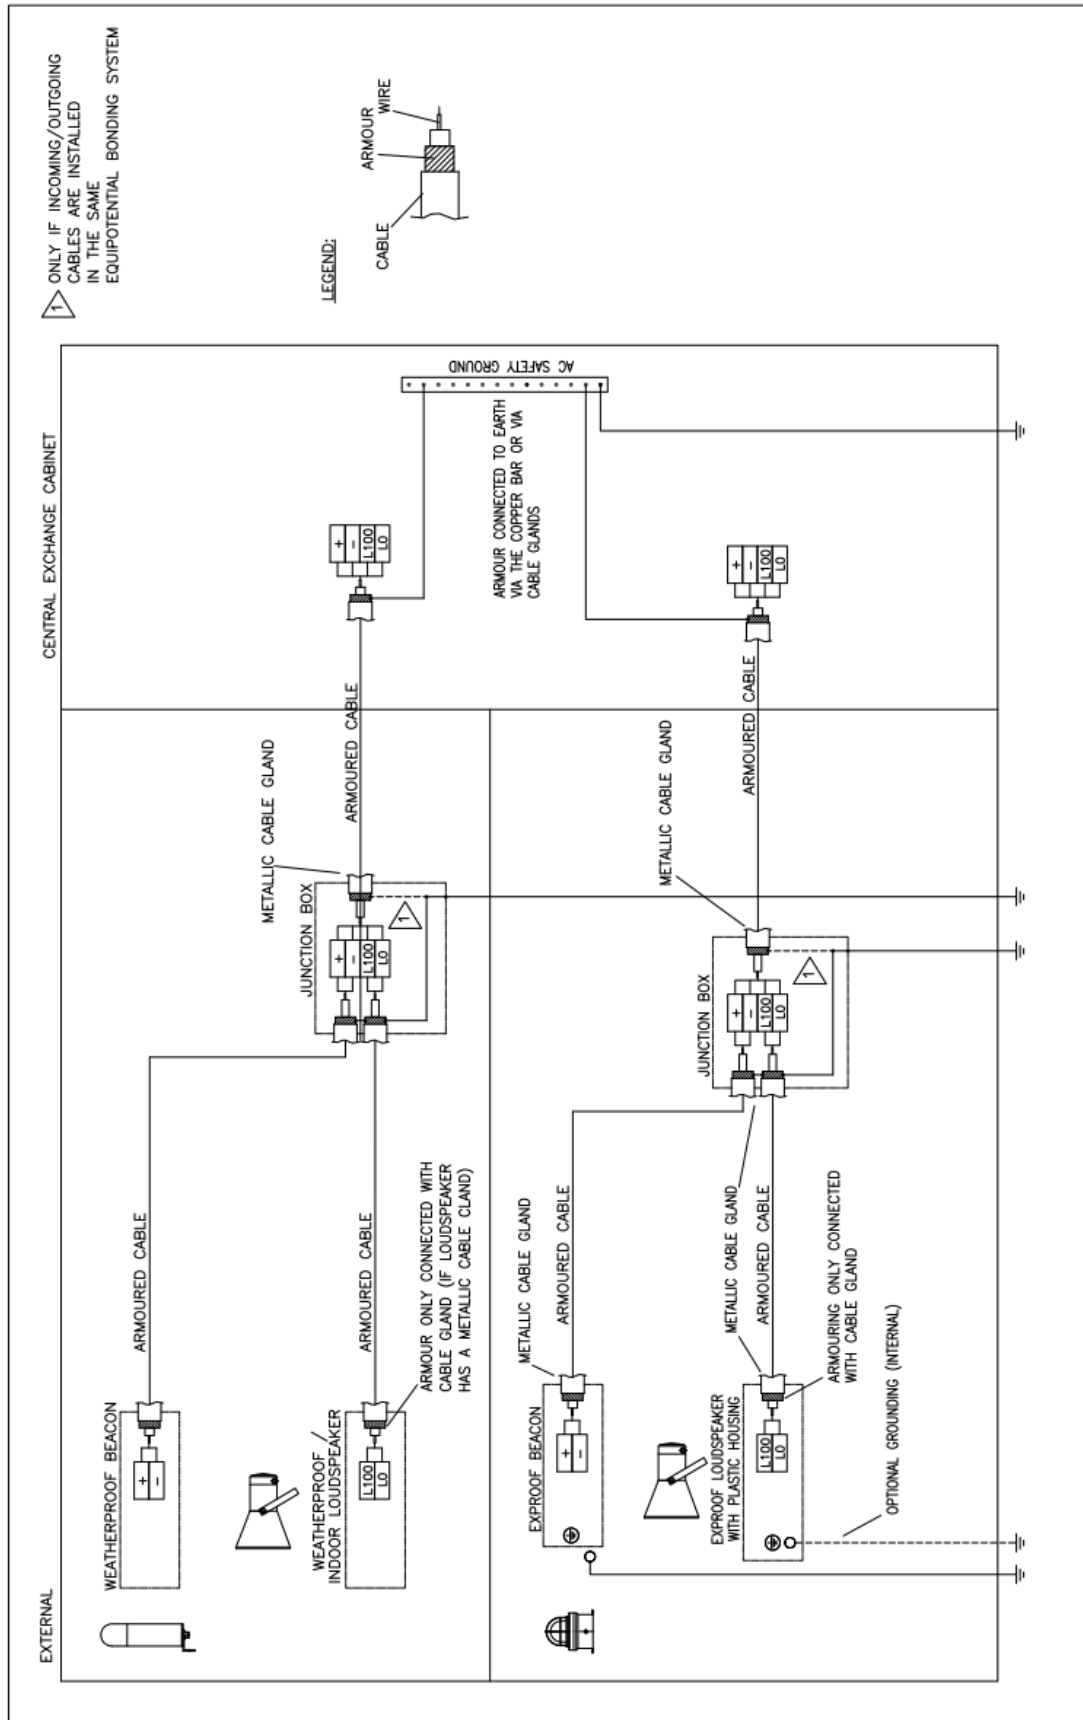 EXTERNAL
CENTRAL EXCHANGE CABINET
1
ONLY IF INCOMING/OUTGOING
CABLES ARE INSTALLED
IN THE SAME
EQUIPOTENTIAL BONDING SYSTEM
LEGEND:
CABLE
ARMOUR
WIRE
WEATHERPROOF BEACON
+
-
ARMOURED CABLE
WEATHERPROOF/
INDOOR LOUDSPEAKER
L100
L0
ARMOURED CABLE
ARMOUR ONLY CONNECTED WITH
CABLE GLAND (IF LOUDSPEAKER
HAS A METALLIC CABLE CLAND)
JUNCTION BOX
+
-
L100
L0
1
METALLIC CABLE GLAND
ARMOURED CABLE
+
-
L100
L0
AC SAFETY GROUND
ARMOUR CONNECTED TO EARTH
VIA THE COPPER BAR OR VIA
CABLE GLANDS
EXPROOF BEACON
+
-
METALLIC CABLE GLAND
ARMOURED CABLE
EXPROOF LOUDSPEAKER
WITH PLASTIC HOUSING
L100
L0
METALLIC CABLE GLAND
ARMOURED CABLE
ARMOURING ONLY CONNECTED
WITH CABLE GLAND
OPTIONAL GROUNDING (INTERNAL)
JUNCTION BOX
+
-
L100
L0
1
METALLIC CABLE GLAND
ARMOURED CABLE
+
-
L100
L0